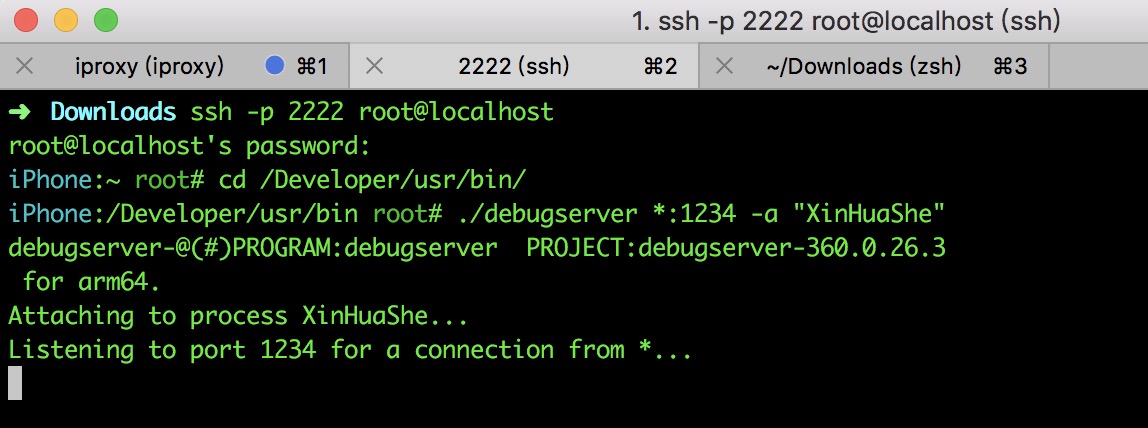 1. ssh -p 2222 root@localhost (ssh)
iproxy (iproxy) ⌘1 2222 (ssh) ⌘2 ~/Downloads (zsh) ⌘3
➜ Downloads ssh -p 2222 root@localhost
root@localhost's password:
iPhone:~ root# cd /Developer/usr/bin/
iPhone:/Developer/usr/bin root# ./debugserver *:1234 -a "XinHuaShe"
debugserver-@(#)PROGRAM:debugserver  PROJECT:debugserver-360.0.26.3
 for arm64.
Attaching to process XinHuaShe...
Listening to port 1234 for a connection from *...